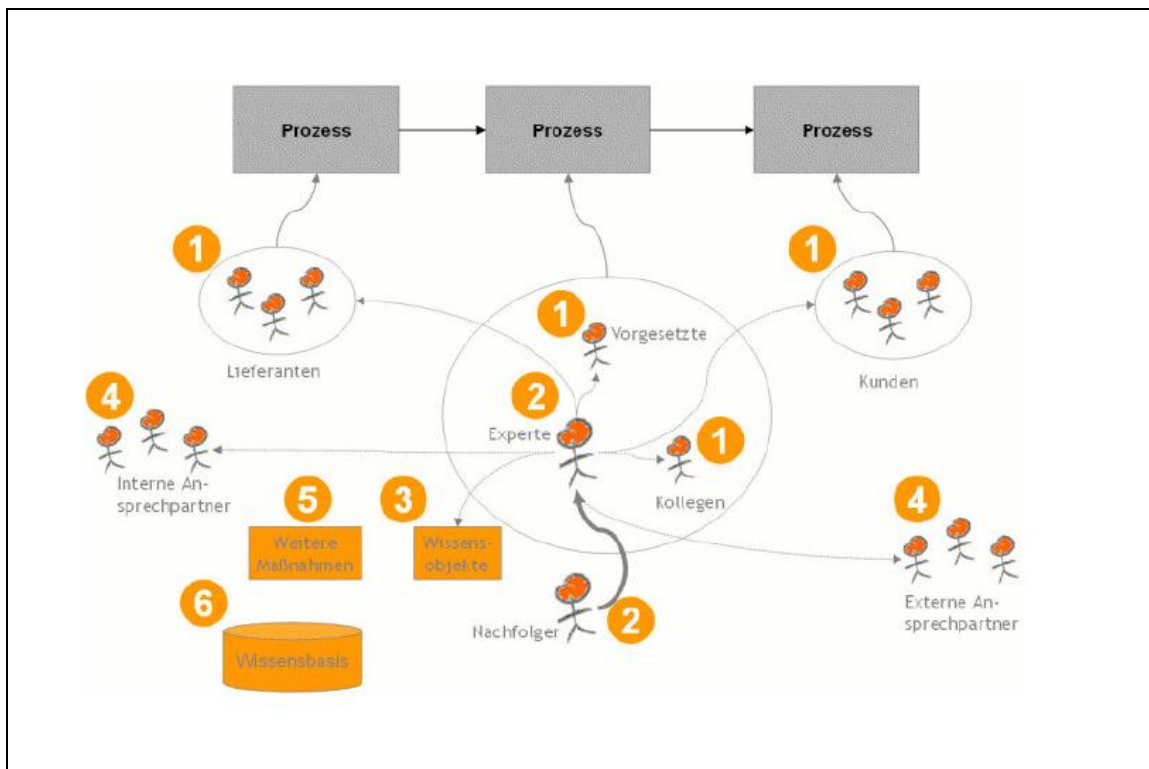 Prozess
Prozess
Prozess
1
1
1
Vorgesetzte
Lieferanten
Kunden
2
4
Experte
1
Interne An-
sprechpartner
Kollegen
5
3
4
Weitere
Maßnahmen
Wissens-
objekte
6
Externe An-
sprechpartner
Nachfolger
2
Wissensbasis